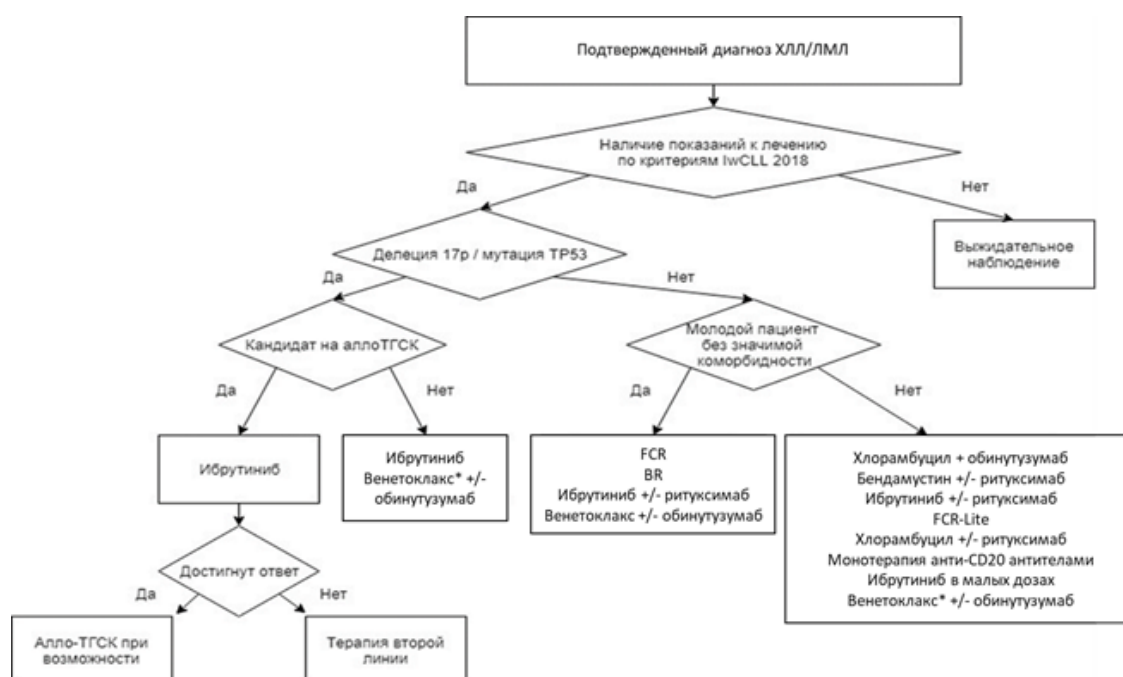 Подтвержденный диагноз ХЛЛ/ЛМЛ
Наличие показаний к лечению
по критериям IwCLL 2018
Да
Нет
Делеция 17p / мутация TP53
Выжидательное
наблюдение
Да
Нет
Кандидат на аллоТГСК
Молодой пациент
без значимой
коморбидности
Да
Нет
Да
Нет
Ибрутиниб
Ибрутиниб
Венетоклакс* +/-
обинутузумаб
FCR
BR
Ибрутиниб +/- ритуксимаб
Венетоклакс +/- обинутузумаб
Хлорамбуцил + обинутузумаб
Бендамустин +/- ритуксимаб
Ибрутиниб +/- ритуксимаб
FCR-Lite
Хлорамбуцил +/- ритуксимаб
Монотерапия анти-CD20 антителами
Ибрутиниб в малых дозах
Венетоклакс* +/- обинутузумаб
Достигнут ответ
Да
Нет
Алло-ТГСК при
возможности
Терапия второй
линии